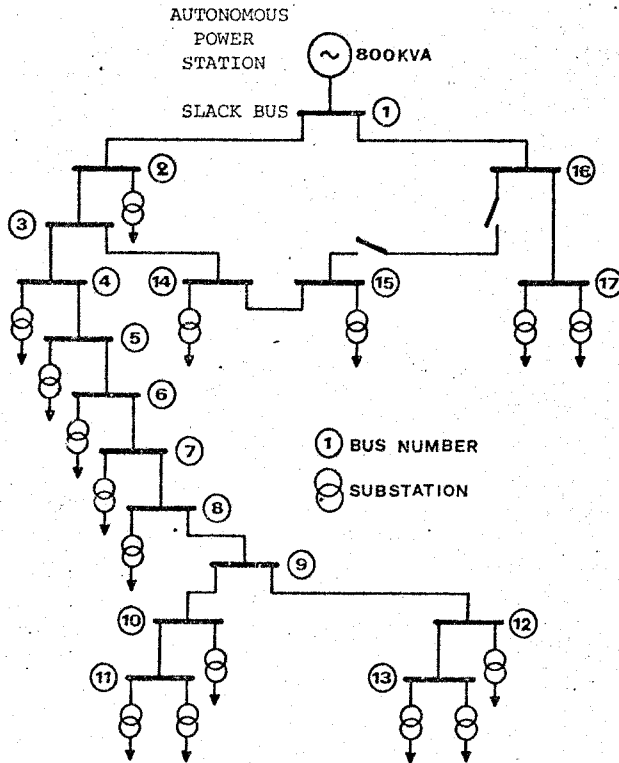 AUTONOMOUS
POWER
STATION
800KVA
SLACK BUS
1
2
16
3
4
14
15
17
5
6
7
1 BUS NUMBER
SUBSTATION
8
9
10
12
11
13